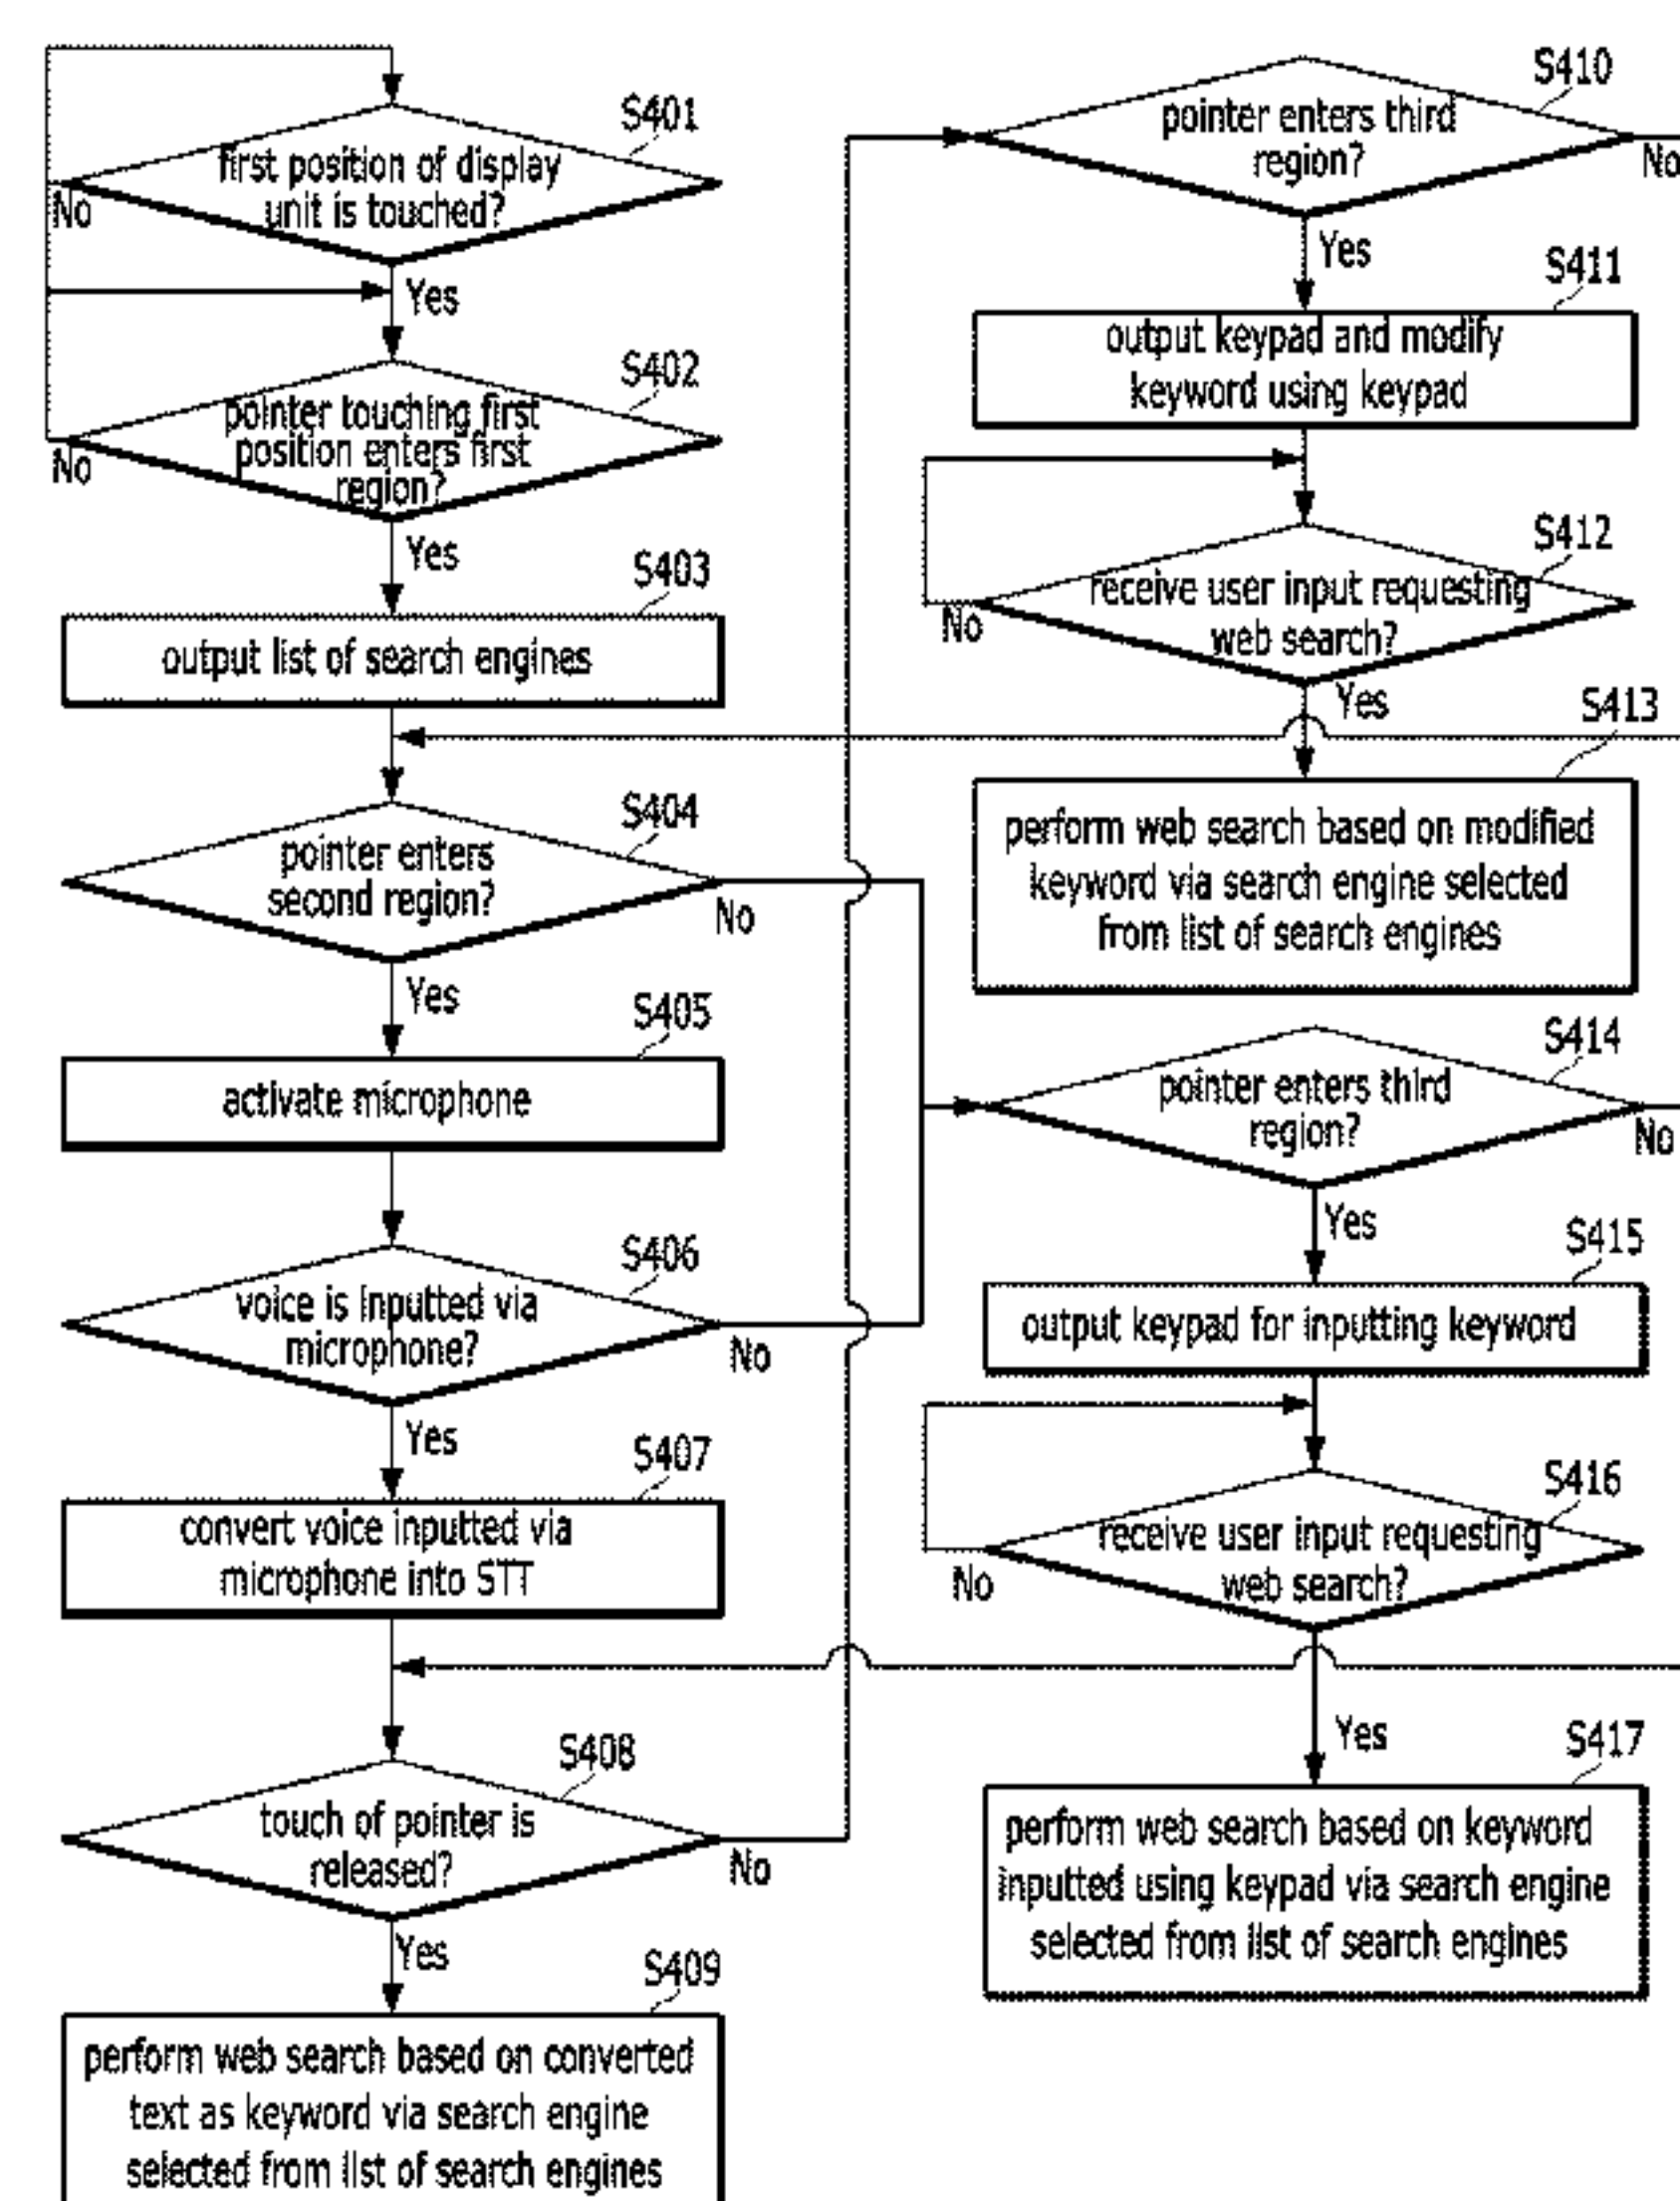 S401
first position of display
unit is touched?
No
Yes
S402
pointer touching first
position enters first
region?
No
Yes
S403
output list of search engines
S404
pointer enters
second region?
No
Yes
S405
activate microphone
S406
voice is inputted via
microphone?
No
Yes
S407
convert voice inputted via
microphone into STT
S408
touch of pointer is
released?
No
Yes
S409
perform web search based on converted
text as keyword via search engine
selected from list of search engines
S410
pointer enters third
region?
No
Yes
S411
output keypad and modify
keyword using keypad
S412
receive user input requesting
web search?
No
Yes
S413
perform web search based on modified
keyword via search engine selected
from list of search engines
S414
pointer enters third
region?
No
Yes
S415
output keypad for inputting keyword
S416
receive user input requesting
web search?
No
Yes
S417
perform web search based on keyword
inputted using keypad via search engine
selected from list of search engines